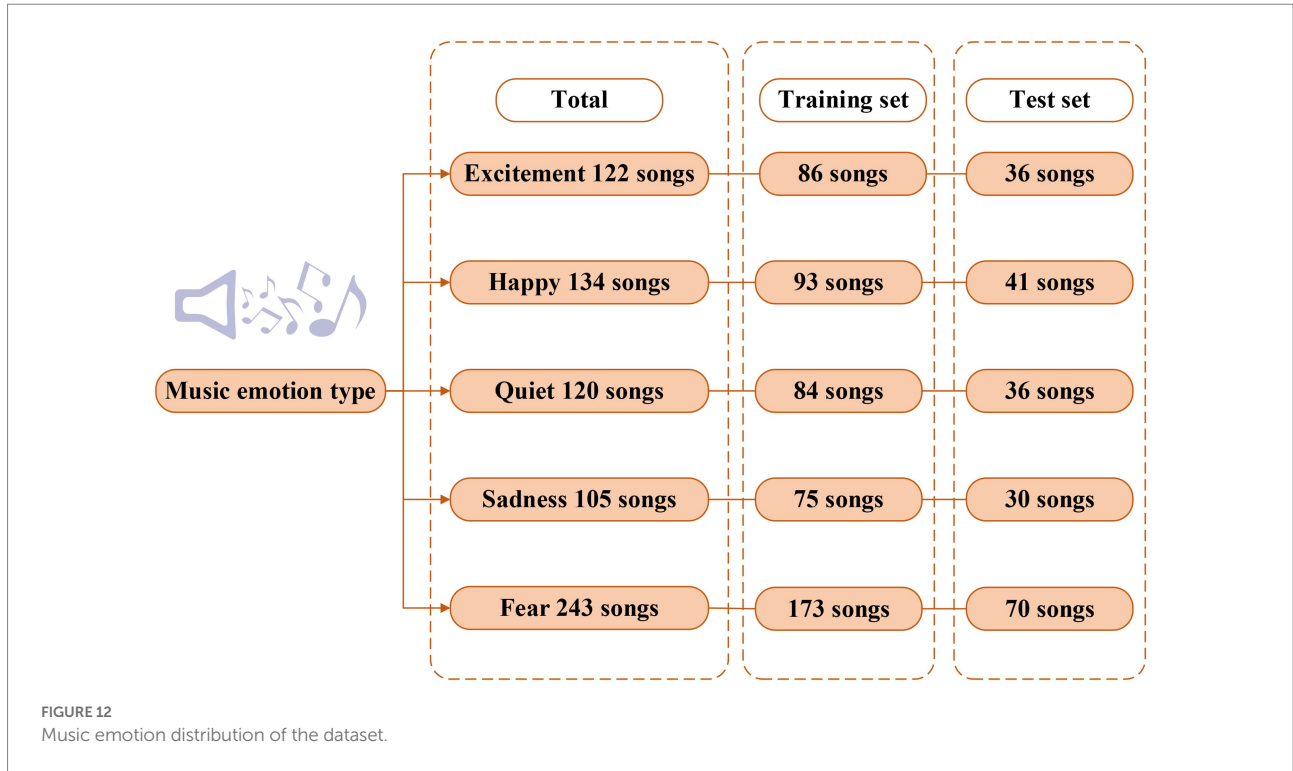 Total
Training set
Test set
Excitement 122 songs
86 songs
36 songs
Happy 134 songs
93 songs
41 songs
Music emotion type
Quiet 120 songs
84 songs
36 songs
Sadness 105 songs
75 songs
30 songs
Fear 243 songs
173 songs
70 songs
FIGURE 12
Music emotion distribution of the dataset.